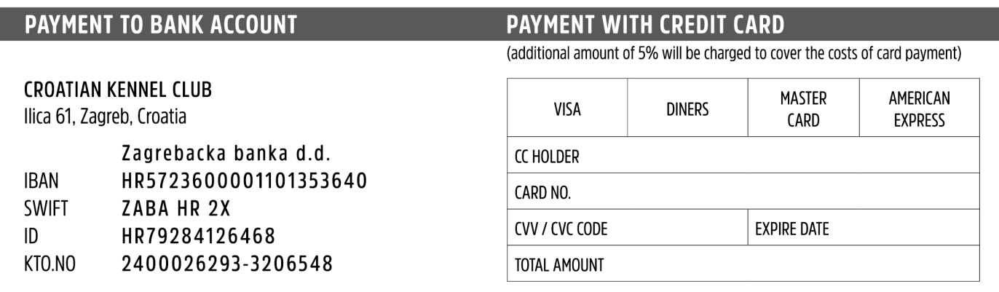 PAYMENT TO BANK ACCOUNT
CROATIAN KENNEL CLUB
Ilica 61, Zagreb, Croatia
Zagrebacka banka d.d.
IBAN HR5723600001101353640
SWIFT ZABA HR 2X
ID HR79284126468
KTO.NO 2400026293-3206548
PAYMENT WITH CREDIT CARD
(additional amount of 5% will be charged to cover the costs of card payment)
VISA
DINERS
MASTER
CARD
AMERICAN
EXPRESS
CC HOLDER
CARD NO.
CVV / CVC CODE
EXPIRE DATE
TOTAL AMOUNT